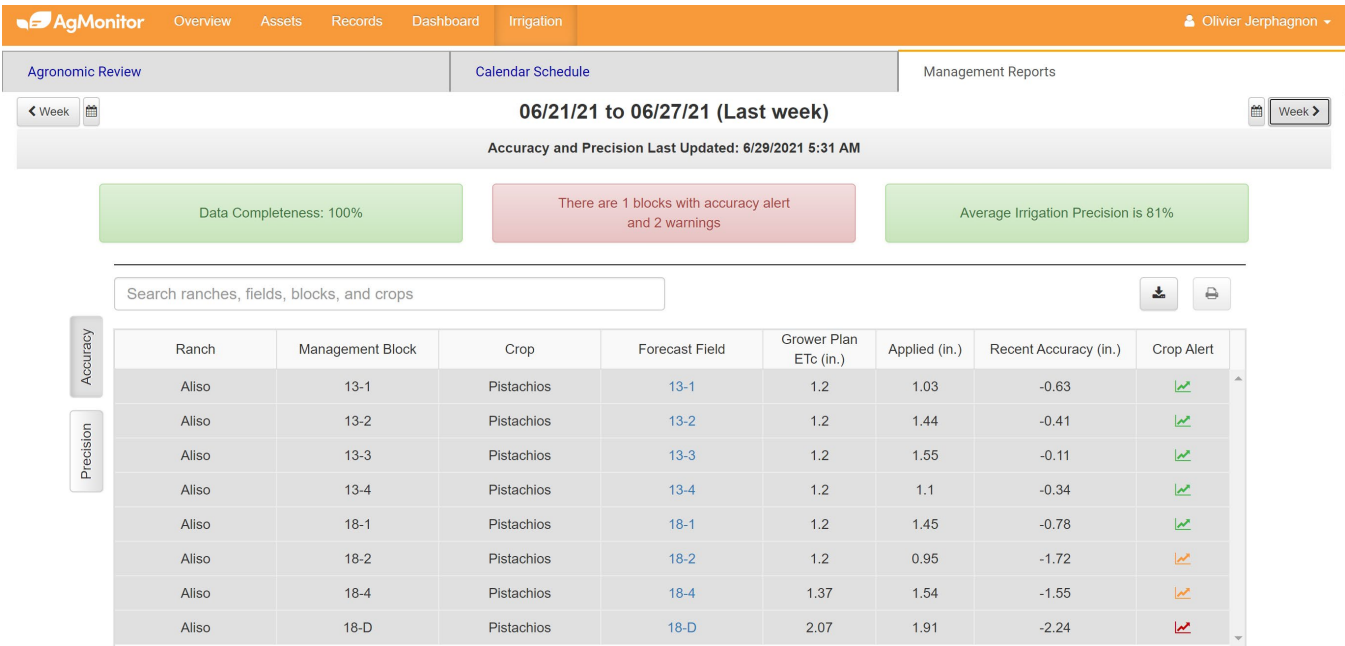 AgMonitor Overview Assets Records Dashboard Irrigation Olivier Jerphagnon
Agronomic Review Calendar Schedule Management Reports
Week 06/21/21 to 06/27/21 (Last week) Week
Accuracy and Precision Last Updated: 6/29/2021 5:31 AM
Data Completeness: 100%
There are 1 blocks with accuracy alert
and 2 warnings
Average Irrigation Precision is 81%
Search ranches, fields, blocks, and crops
Accuracy
Precision
Ranch Management Block Crop Forecast Field Grower Plan ETc (in.) Applied (in.) Recent Accuracy (in.) Crop Alert
Aliso 13-1 Pistachios 13-1 1.2 1.03 -0.63
Aliso 13-2 Pistachios 13-2 1.2 1.44 -0.41
Aliso 13-3 Pistachios 13-3 1.2 1.55 -0.11
Aliso 13-4 Pistachios 13-4 1.2 1.1 -0.34
Aliso 18-1 Pistachios 18-1 1.2 1.45 -0.78
Aliso 18-2 Pistachios 18-2 1.2 0.95 -1.72
Aliso 18-4 Pistachios 18-4 1.37 1.54 -1.55
Aliso 18-D Pistachios 18-D 2.07 1.91 -2.24